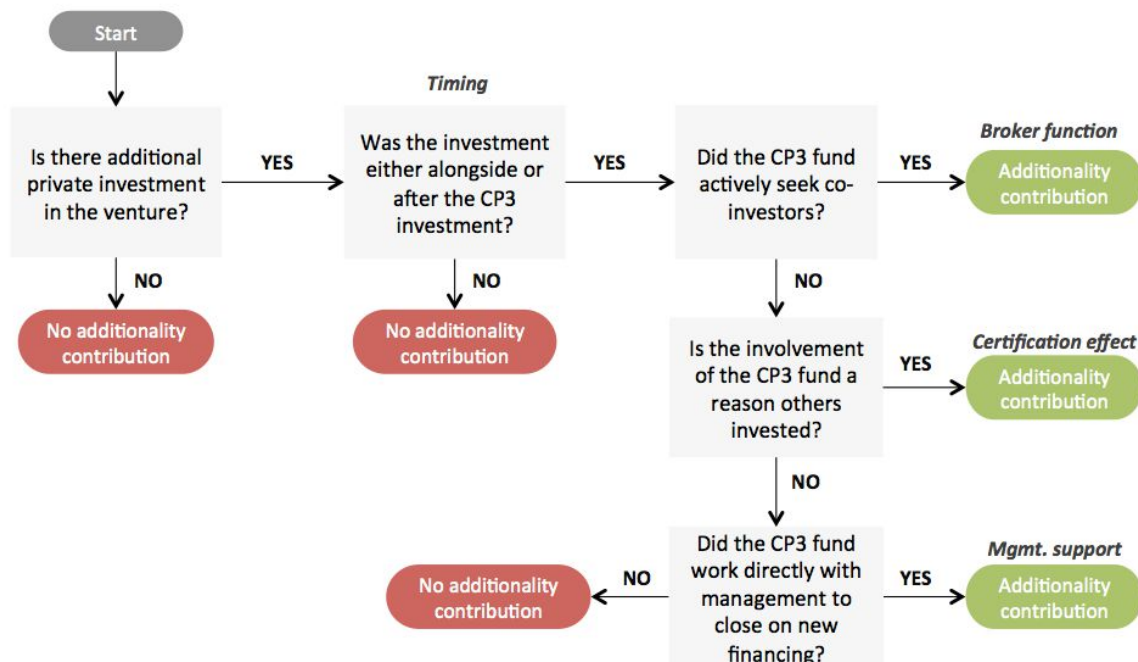 Start
Timing
Is there additional
private investment
in the venture?
YES
Was the investment
either alongside or
after the CP3
investment?
YES
Did the CP3 fund
actively seek co-
investors?
YES
Broker function
Additionality
contribution
NO
No additionality
contribution
NO
No additionality
contribution
NO
Is the involvement
of the CP3 fund a
reason others
invested?
YES
Certification effect
Additionality
contribution
NO
Did the CP3 fund
work directly with
management to
close on new
financing?
NO
No additionality
contribution
YES
Mgmt. support
Additionality
contribution